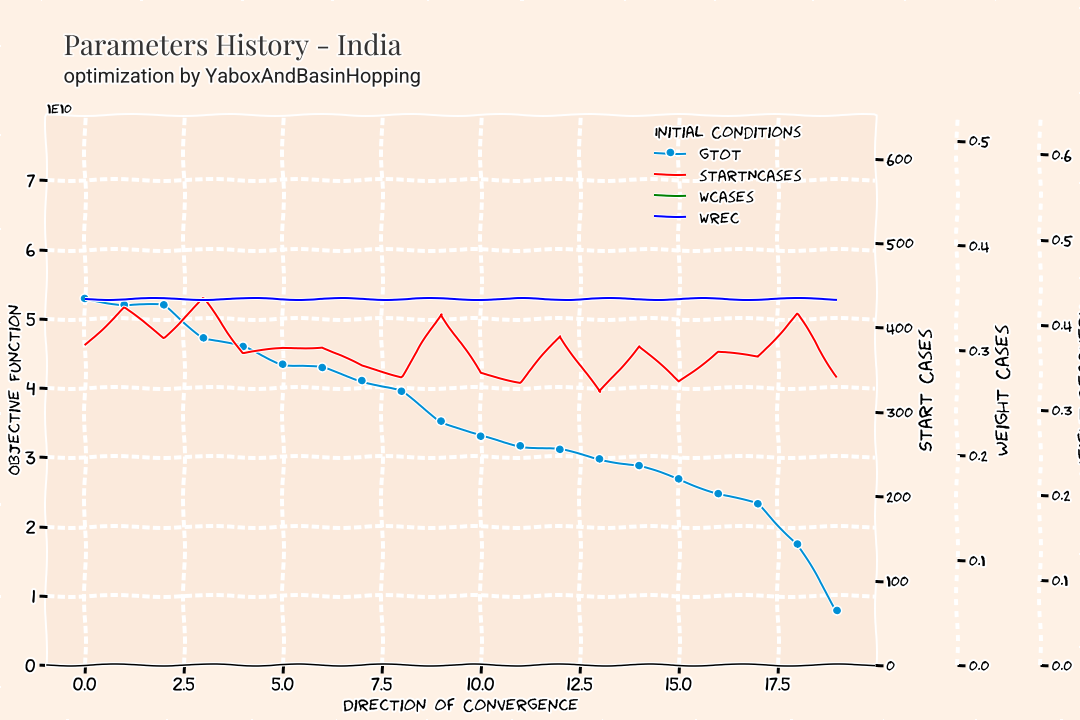 Parameters History - India
optimization by YaboxAndBasinHopping
1E10
INITIAL CONDITIONS
GTOT
STARTNCASES
WCASES
WREC
7
6
5
4
3
2
1
0
OBJECTIVE FUNCTION
0.0 2.5 5.0 7.5 10.0 12.5 15.0 17.5
DIRECTION OF CONVERGENCE
600
500
400
300
200
100
0
START CASES
0.5
0.4
0.3
0.2
0.1
0.0
WEIGHT CASES
0.6
0.5
0.4
0.3
0.2
0.1
0.0